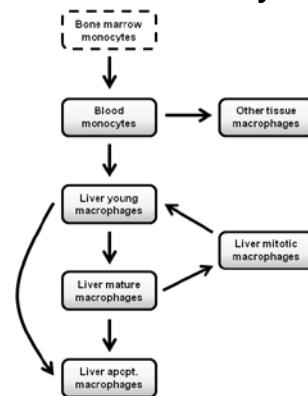 Bone marrow
monocytes
Blood
monocytes
Other tissue
macrophages
Liver young
macrophages
Liver mitotic
macrophages
Liver mature
macrophages
Liver apcpt.
macrophages